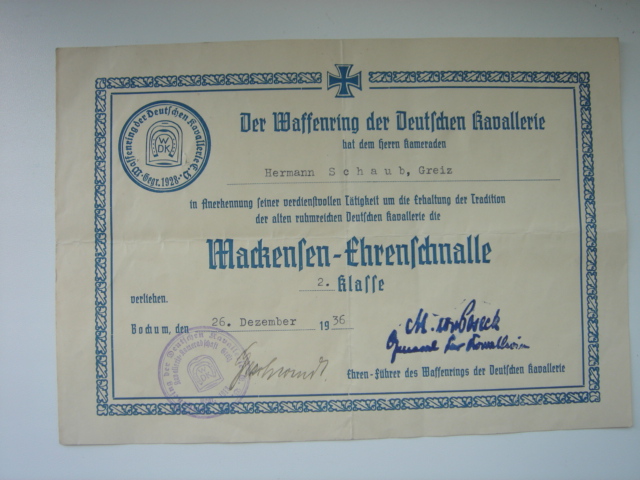 Der Waffenring der Deutschen Kavallerie
hat dem Herrn Kameraden
Hermann Schaub, Greiz
in Anerkennung seiner verdienstvollen Tätigkeit um die Erhaltung der Tradition
der alten ruhmreichen Deutschen Kavallerie die
Mackensen-Ehrenschnalle
2. Klasse
verliehen.
Bochum, den 26. Dezember 1936
General der Kavallerie
Ehren-Führer des Waffenrings der Deutschen Kavallerie
Waffenring der Deutschen Kavallerie e.V.
WDK
Gegr. 1928